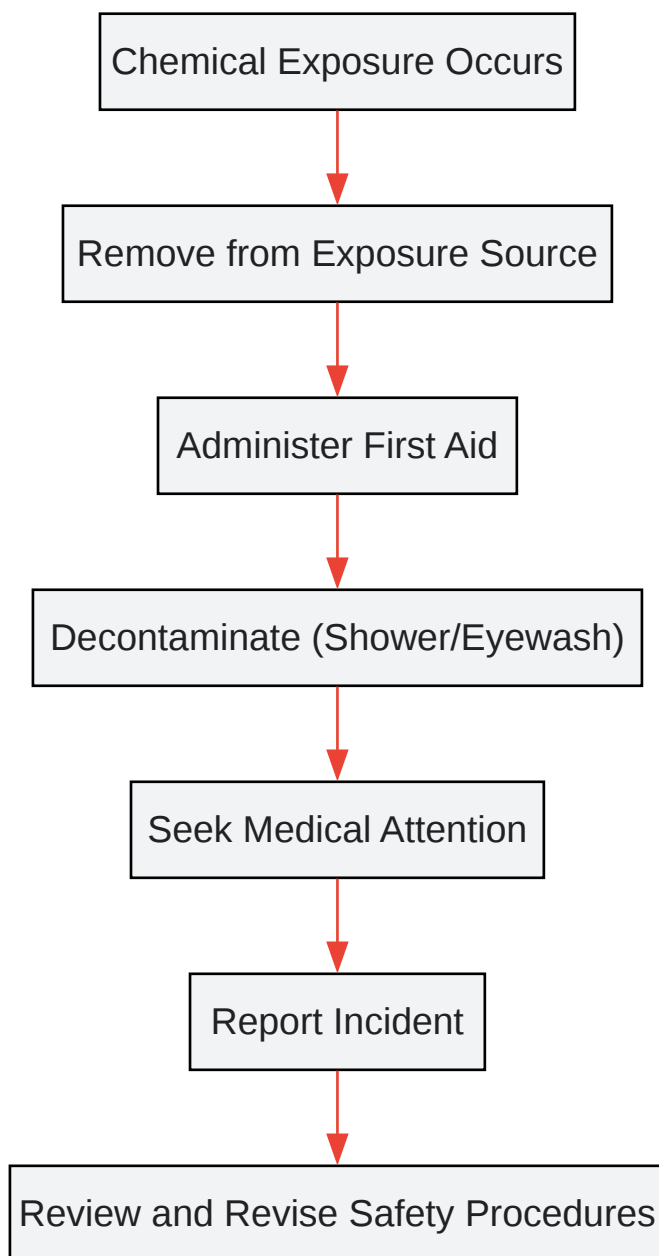 Chemical Exposure Occurs
Remove from Exposure Source
Administer First Aid
Decontaminate (Shower/Eyewash)
Seek Medical Attention
Report Incident
Review and Revise Safety Procedures